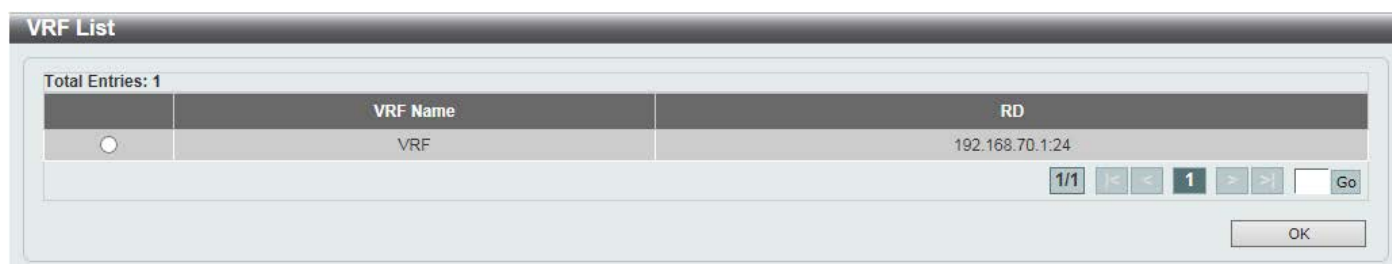 VRF List
Total Entries: 1
VRF Name RD
VRF 192.168.70.1:24
1/1 |< < 1 > >| Go
OK